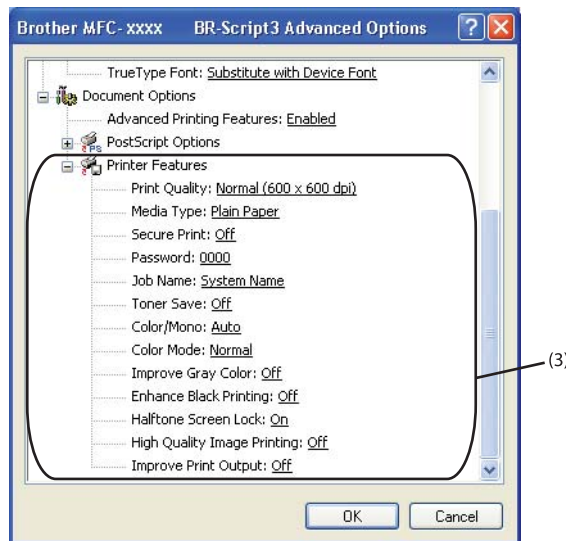 Brother MFC- xxxx BR-Script3 Advanced Options
TrueType Font: Substitute with Device Font
Document Options
Advanced Printing Features: Enabled
PostScript Options
Printer Features
Print Quality: Normal (600 x 600 dpi)
Media Type: Plain Paper
Secure Print: Off
Password: 0000
Job Name: System Name
Toner Save: Off
Color/Mono: Auto
Color Mode: Normal
Improve Gray Color: Off
Enhance Black Printing: Off
Halftone Screen Lock: On
High Quality Image Printing: Off
Improve Print Output: Off
(3)
OK Cancel